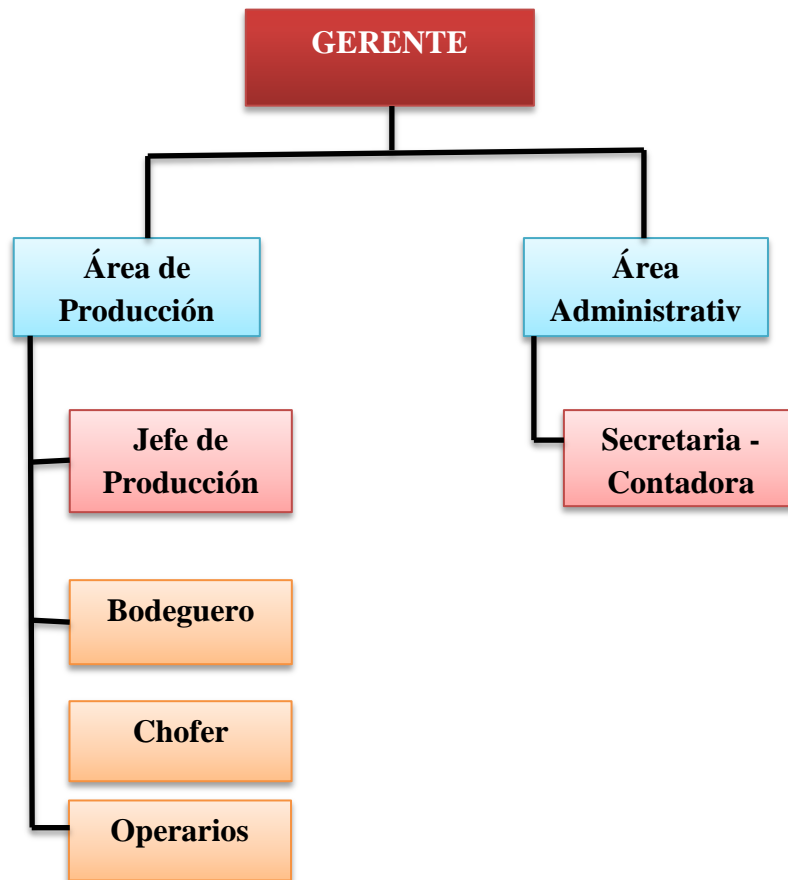 GERENTE
Área de
Producción
Área
Administrativ
Jefe de
Producción
Secretaria -
Contadora
Bodeguero
Chofer
Operarios